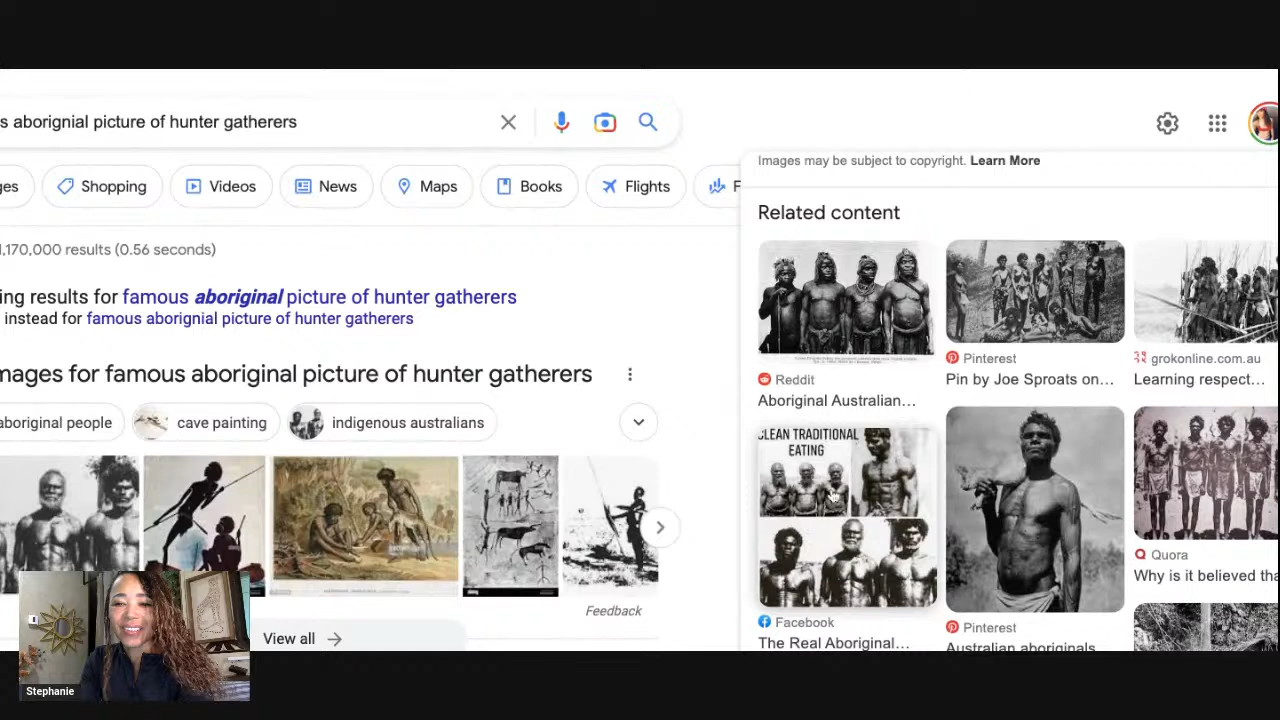 s aborignial picture of hunter gatherers
ges
Shopping
Videos
News
Maps
Books
Flights
F
1,170,000 results (0.56 seconds)
ing results for famous aboriginal picture of hunter gatherers
instead for famous aborignial picture of hunter gatherers
mages for famous aboriginal picture of hunter gatherers
aboriginal people
cave painting
indigenous australians
Feedback
View all
Stephanie
Images may be subject to copyright. Learn More
Related content
Reddit
Aboriginal Australian…
Pinterest
Pin by Joe Sproats on…
grokonline.com.au
Learning respect…
CLEAN TRADITIONAL
EATING
Facebook
The Real Aboriginal…
Pinterest
Australian aboriginals
Quora
Why is it believed tha